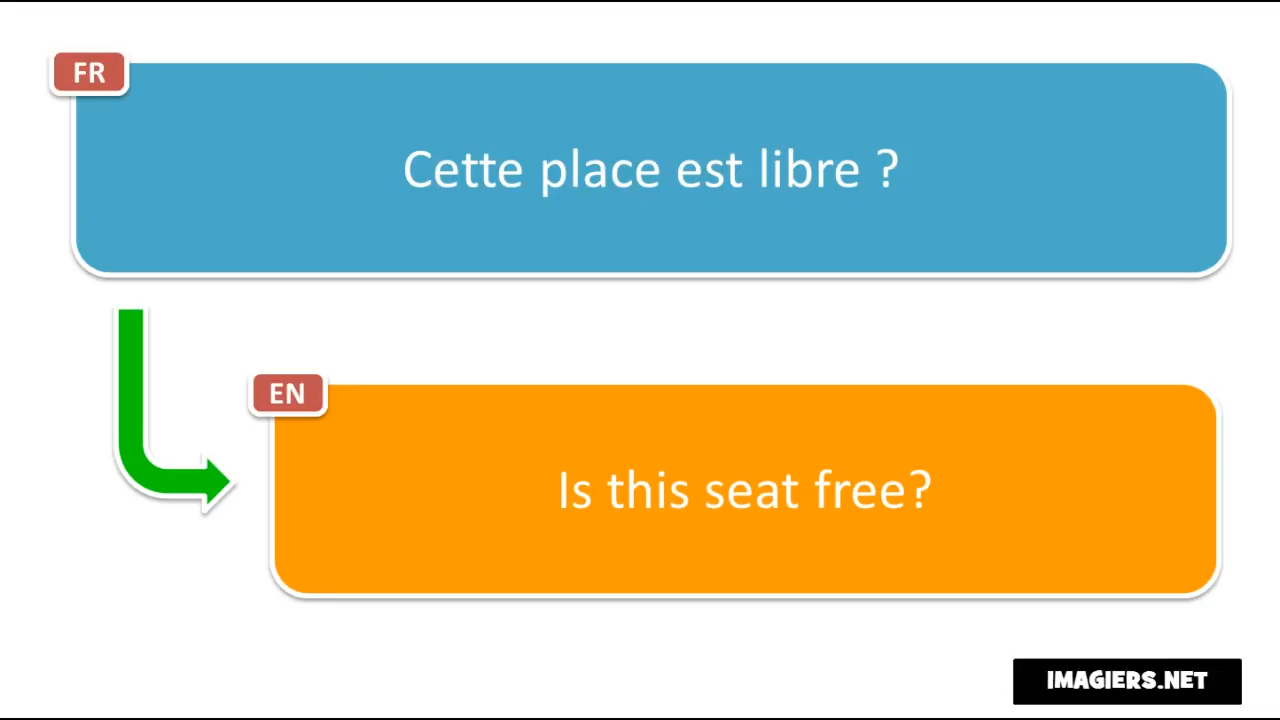 FR
Cette place est libre ?
EN
Is this seat free?
IMAGIERS.NET